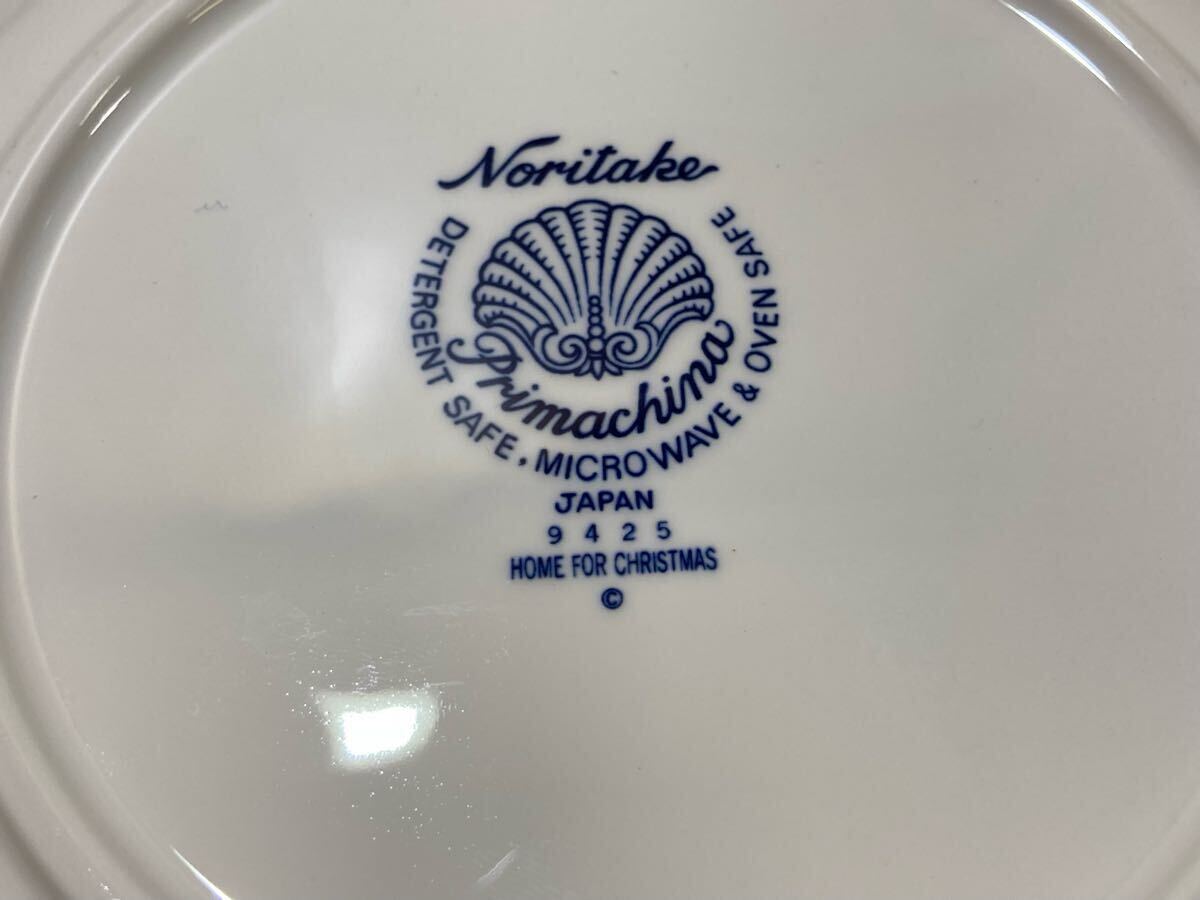 Noritake
Primachina
DETERGENT SAFE, MICROWAVE & OVEN SAFE
JAPAN
9425
HOME FOR CHRISTMAS
©